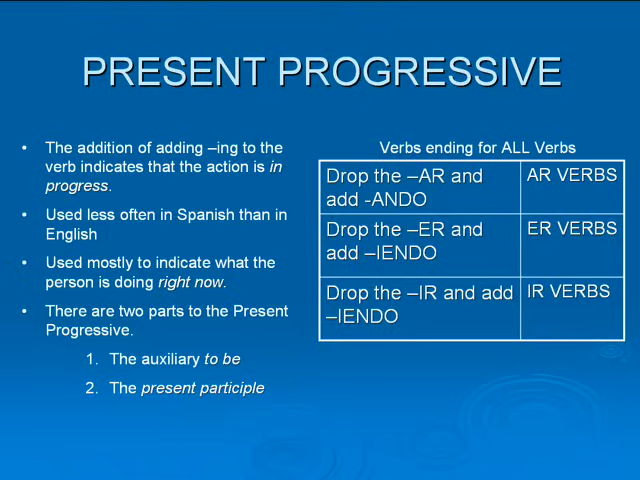 PRESENT PROGRESSIVE
• The addition of adding –ing to the
verb indicates that the action is in
progress.
• Used less often in Spanish than in
English
• Used mostly to indicate what the
person is doing right now.
• There are two parts to the Present
Progressive.
1. The auxiliary to be
2. The present participle
Verbs ending for ALL Verbs
Drop the –AR and
add -ANDO
AR VERBS
Drop the –ER and
add –IENDO
ER VERBS
Drop the –IR and add
–IENDO
IR VERBS